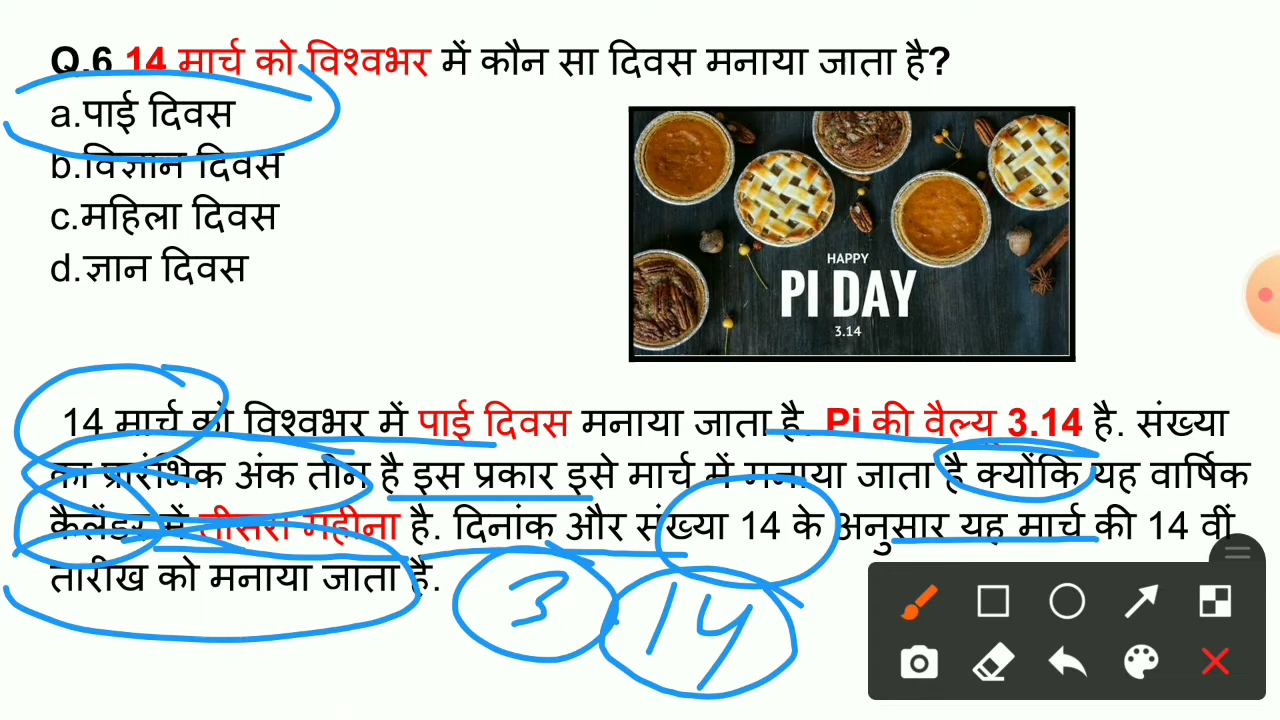 Q.6 14 मार्च को विश्वभर में कौन सा दिवस मनाया जाता है?
a.पाई दिवस
b.विज्ञान दिवस
c.महिला दिवस
d.ज्ञान दिवस
HAPPY
PI DAY
3.14
14 मार्च को विश्वभर में पाई दिवस मनाया जाता है. Pi की वैल्यू 3.14 है. संख्या
का प्रारंभिक अंक तीन है इस प्रकार इसे मार्च में मनाया जाता है क्योंकि यह वार्षिक
कैलेंडर में तीसरा महीना है. दिनांक और संख्या 14 के अनुसार यह मार्च की 14 वीं
तारीख को मनाया जाता है.
3 14